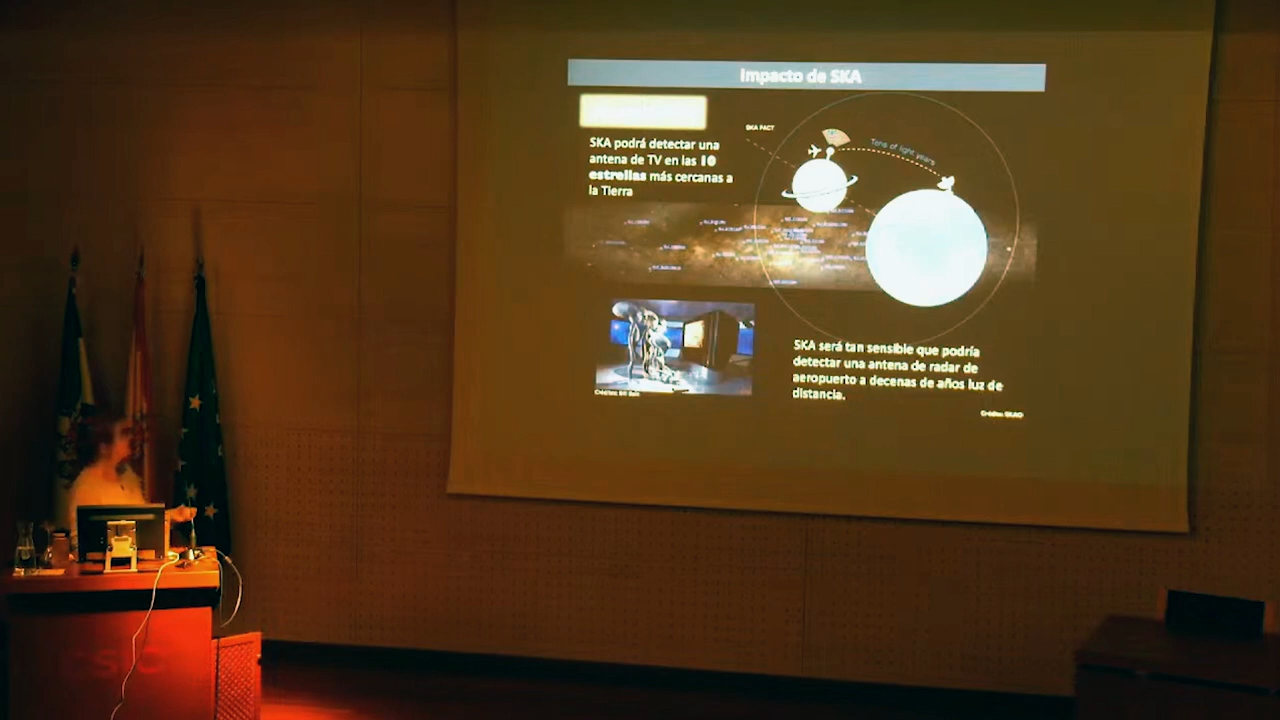 Impacto de SKA
SKA podrá detectar una
antena de TV en las 10
estrellas más cercanas a
la Tierra
SKA FACT
Tens of light years
SKA será tan sensible que podría
detectar una antena de radar de
aeropuerto a decenas de años luz de
distancia.
Crédito: SKAO
CSIC